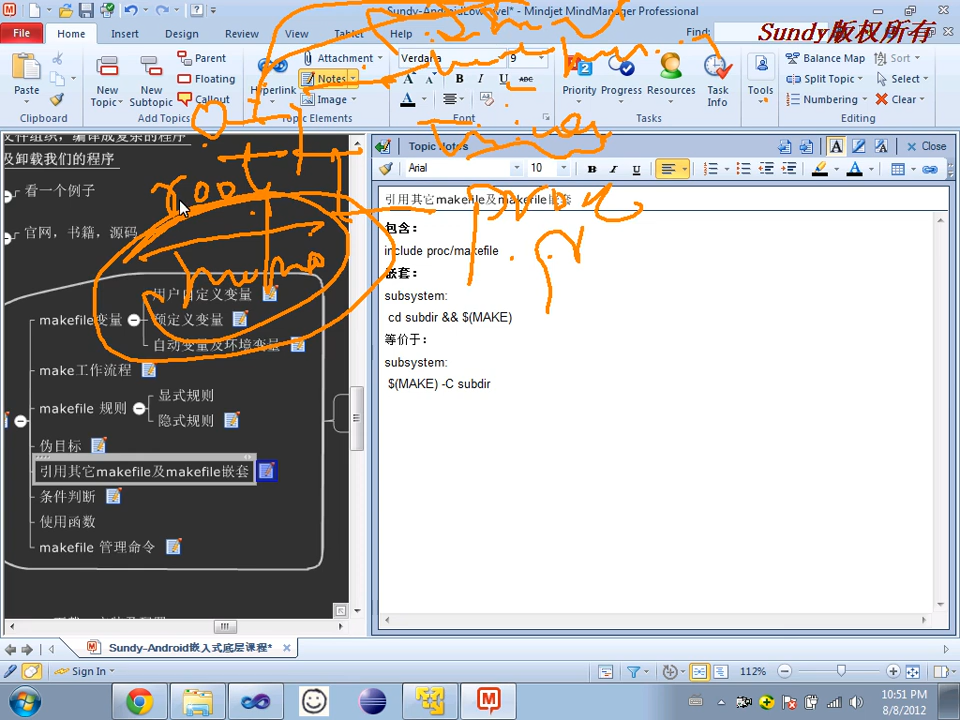 Sundy-AndroidLowLevel* - Mindjet MindManager Professional
File Home Insert Design Review View Tablet Help Find:
Sundy版权所有
Paste
New Topic
New Subtopic
Parent
Floating
Callout
Hyperlink
Attachment
Notes
Image
Verdana 9
Priority
Progress
Resources
Task Info
Tools
Balance Map
Split Topic
Numbering
Sort
Select
Clear
Clipboard Add Topics Topic Elements Font Tasks Editing
文件组织，编译成复杂的程序
及卸载我们的程序
看一个例子
官网，书籍，源码
用户自定义变量
makefile变量
预定义变量
自动变量及环境变量
make工作流程
makefile 规则
显式规则
隐式规则
伪目标
引用其它makefile及makefile嵌套
条件判断
使用函数
makefile 管理命令
root
Topic Notes Close
Arial 10 B I U
引用其它makefile及makefile嵌套
包含：
include proc/makefile
嵌套：
subsystem:
cd subdir && $(MAKE)
等价于：
subsystem:
$(MAKE) -C subdir
Sundy-Android嵌入式底层课程*
Sign In
112%
10:51 PM
8/8/2012